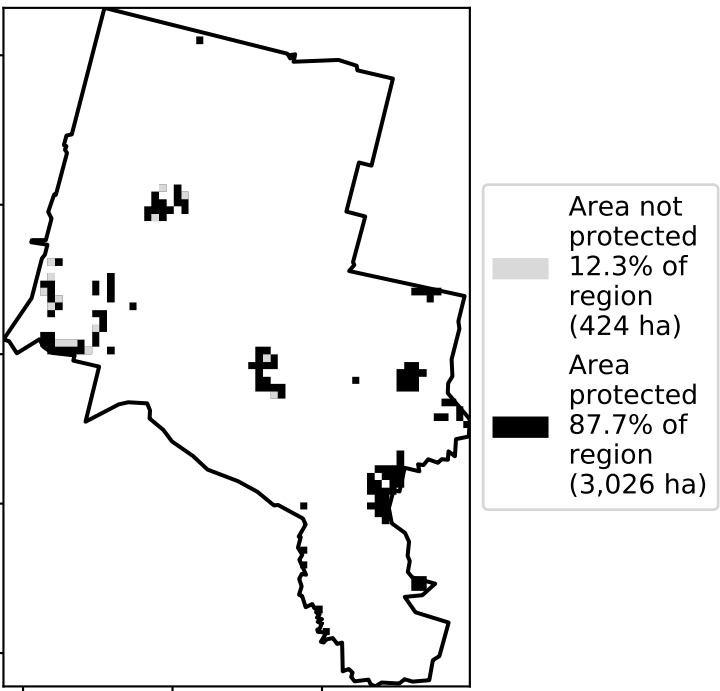 Area not
protected
12.3% of
region
(424 ha)
Area
protected
87.7% of
region
(3,026 ha)